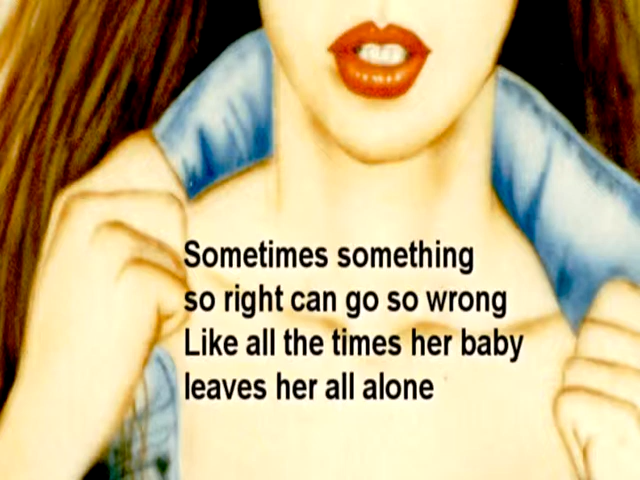 Sometimes something
so right can go so wrong
Like all the times her baby
leaves her all alone